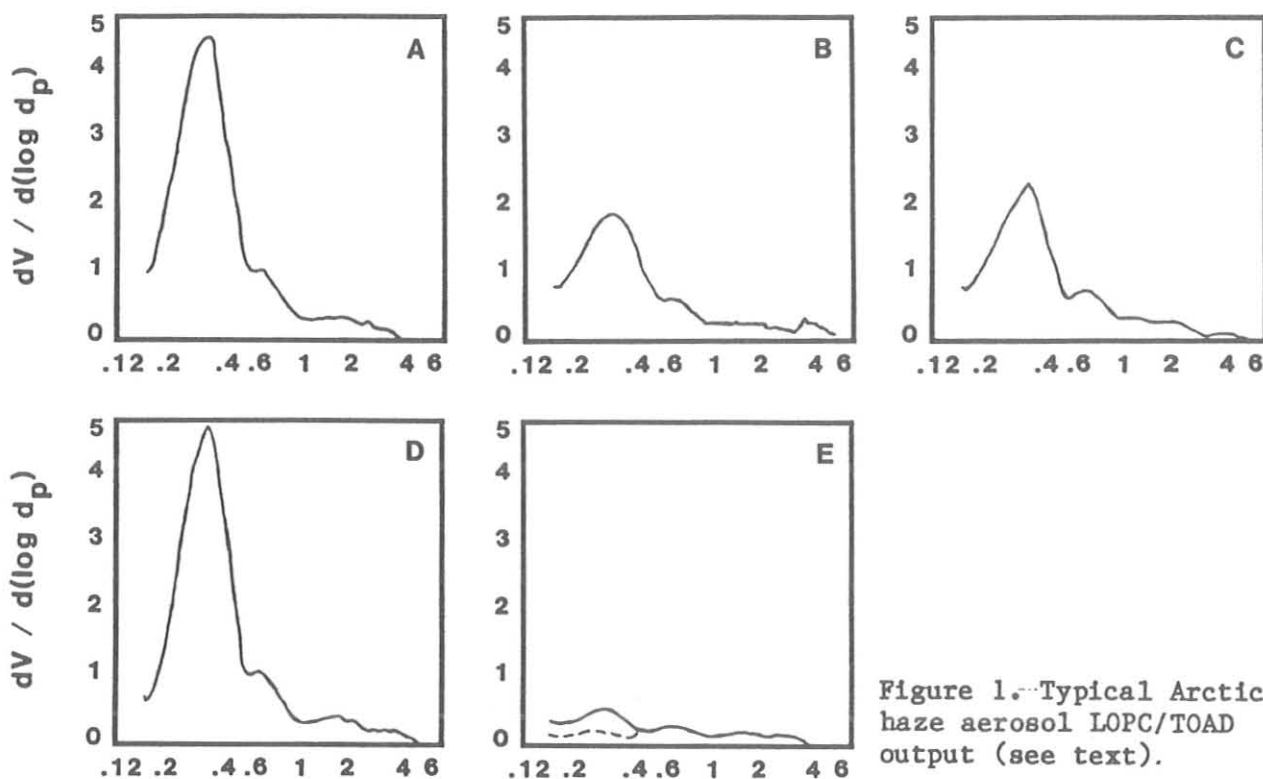 5 A
4
3
2
1
0
dV / d(log dp)
.12 .2 .4 .6 1 2 4 6
5 B
4
3
2
1
0
.12 .2 .4 .6 1 2 4 6
5 C
4
3
2
1
0
.12 .2 .4 .6 1 2 4 6
5 D
4
3
2
1
0
dV / d(log dp)
.12 .2 .4 .6 1 2 4 6
5 E
4
3
2
1
0
.12 .2 .4 .6 1 2 4 6
Figure 1. Typical Arctic
haze aerosol LOPC/TOAD
output (see text).